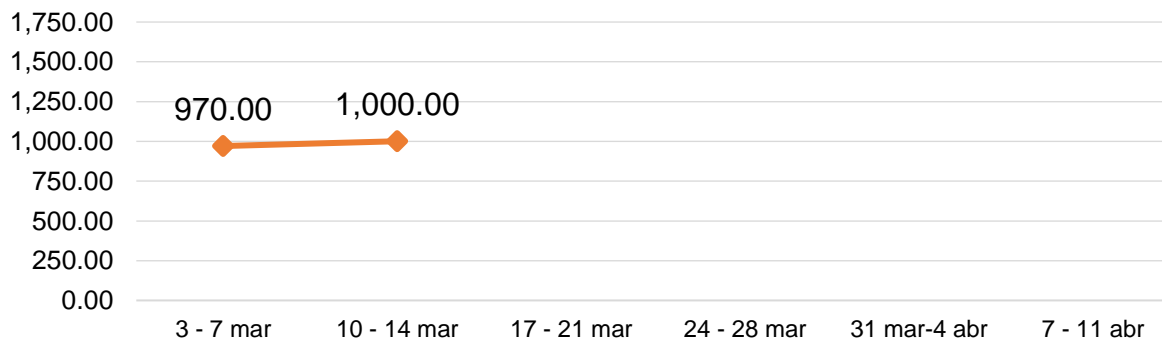 1,750.00
1,500.00
1,250.00
1,000.00
750.00
500.00
250.00
0.00
970.00
1,000.00
3 - 7 mar
10 - 14 mar
17 - 21 mar
24 - 28 mar
31 mar-4 abr
7 - 11 abr